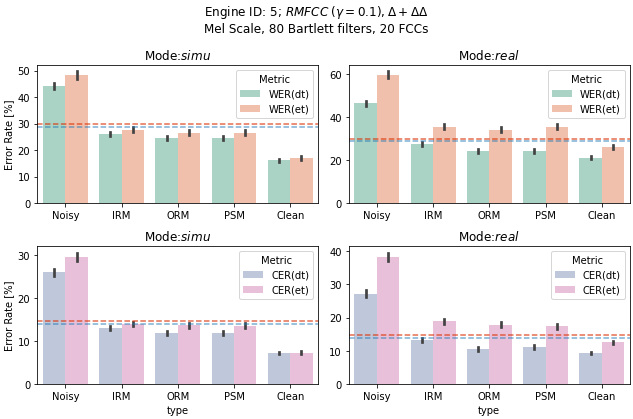 Engine ID: 5; RMFCC (γ = 0.1), Δ + ΔΔ
Mel Scale, 80 Bartlett filters, 20 FCCs
Mode:simu
Error Rate [%]
50
40
30
20
10
0
Metric
WER(dt)
WER(et)
Noisy IRM ORM PSM Clean
Mode:real
60
40
20
0
Metric
WER(dt)
WER(et)
Noisy IRM ORM PSM Clean
Mode:simu
Error Rate [%]
30
20
10
0
Metric
CER(dt)
CER(et)
Noisy IRM ORM PSM Clean
type
Mode:real
40
30
20
10
0
Metric
CER(dt)
CER(et)
Noisy IRM ORM PSM Clean
type